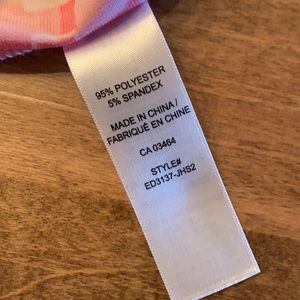 95% POLYESTER
5% SPANDEX
MADE IN CHINA /
FABRIQUÉ EN CHINE
CA 03464
STYLE#
ED3137-JHS2